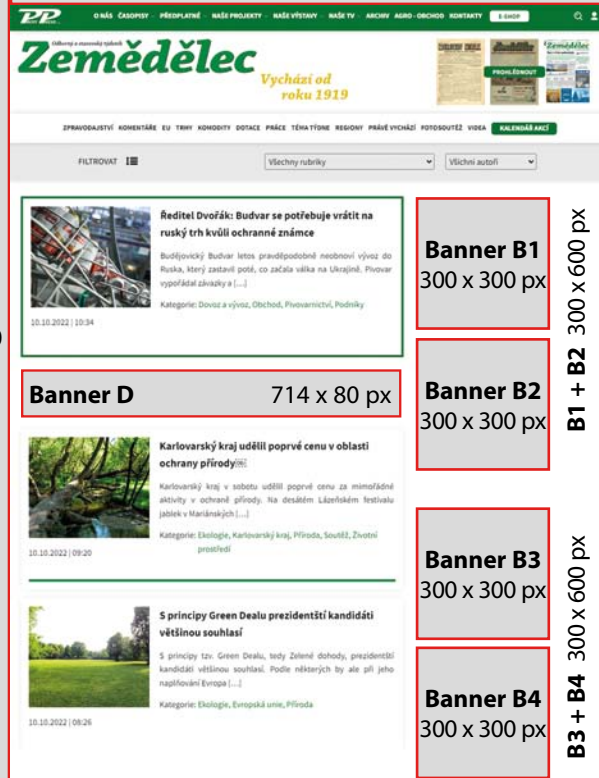 PP
O NÁS ČASOPISY PŘEDPLATNÉ NAŠE PROJEKTY NAŠE VÝSTAVY NAŠE TV ARCHIV AGRO-OBCHOD KONTAKTY E-SHOP
Odborný a stavovský týdeník
Zemědělec
Vychází od
roku 1919
PROHLÉDNOUT
Zemědělec
ZPRAVODAJSTVÍ KOMENTÁŘE EU TRHY KOMODITY DOTACE PRÁCE TÉMA TÝDNE REGIONY PRÁVĚ VYCHÁZÍ FOTOSOUTĚŽ VIDEA KALENDÁŘ AKCÍ
FILTROVAT Všechny rubriky Všichni autoři
Ředitel Dvořák: Budvar se potřebuje vrátit na
ruský trh kvůli ochranné známce
Budějovický Budvar letos pravděpodobně neobnoví vývoz do
Ruska, který zastavil poté, co začala válka na Ukrajině. Pivovar
vypořádal závazky a [...]
Kategorie: Dovoz a vývoz, Obchod, Pivovarnictví, Podniky
10.10.2022 | 10:34
Banner B1
300 x 300 px
Banner B2
300 x 300 px
B1 + B2 300 x 600 px
Banner D 714 x 80 px
Karlovarský kraj udělil poprvé cenu v oblasti
ochrany přírody
Karlovarský kraj v sobotu udělil poprvé cenu za mimořádné
aktivity v ochraně přírody. Na desátém Lázeňském festivalu
jablek v Mariánských [...]
Kategorie: Ekologie, Karlovarský kraj, Příroda, Soutěž, Životní
prostředí
10.10.2022 | 09:20
Banner B3
300 x 300 px
Banner B4
300 x 300 px
B3 + B4 300 x 600 px
S principy Green Dealu prezidentští kandidáti
většinou souhlasí
S principy tzv. Green Dealu, tedy Zelené dohody, prezidentští
kandidáti většinou souhlasí. Podle některých by ale při jeho
naplňování Evropa [...]
Kategorie: Ekologie, Evropská unie, Příroda
10.10.2022 | 08:26